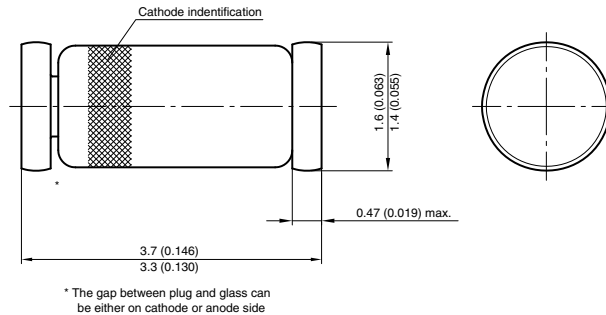 Cathode indentification
1.6 (0.063)
1.4 (0.055)
*
0.47 (0.019) max.
3.7 (0.146)
3.3 (0.130)
* The gap between plug and glass can
be either on cathode or anode side